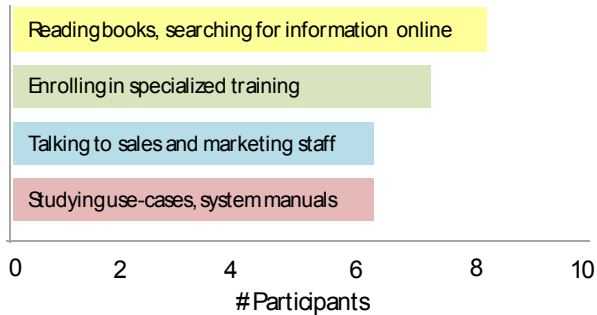 Reading books, searching for information online
Enrolling in specialized training
Talking to sales and marketing staff
Studying use-cases, system manuals
0 2 4 6 8 10
# Participants